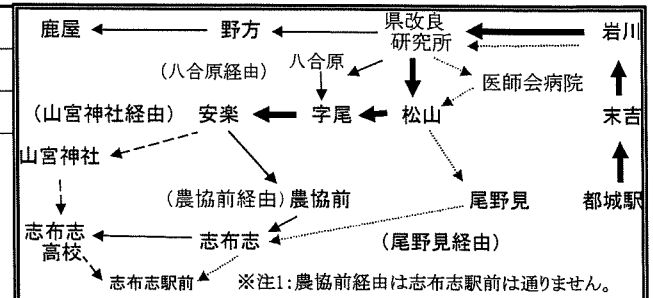 鹿屋 野方 県改良研究所 岩川
(八合原経由) 八合原 医師会病院
(山宮神社経由) 安楽 字尾 松山 末吉
山宮神社
(農協前経由) 農協前 尾野見 都城駅
志布志高校 志布志 (尾野見経由)
志布志駅前 ※注1:農協前経由は志布志駅前は通りません。